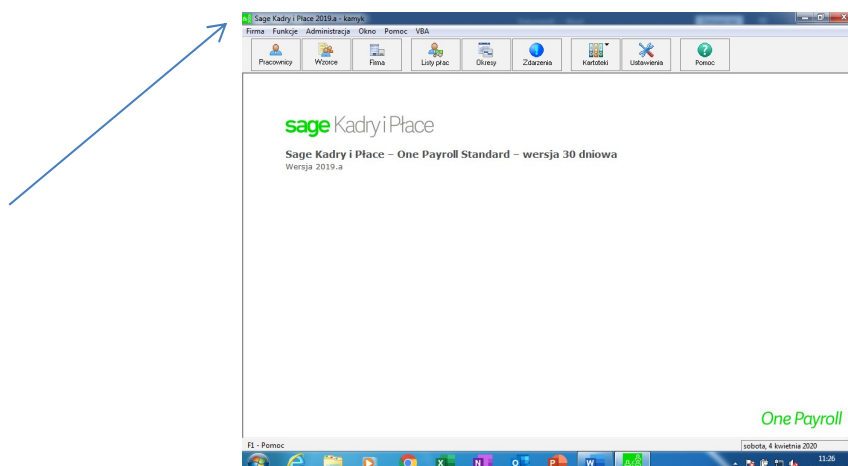 Sage Kadry i Płace 2019.a - kamyk
Firma Funkcje Administracja Okno Pomoc VBA
Pracownicy Wzorce Firma Listy płac Okresy Zdarzenia Kartoteki Ustawienia Pomoc
sage Kadry i Płace
Sage Kadry i Płace – One Payroll Standard – wersja 30 dniowa
Wersja 2019.a
One Payroll
F1 - Pomoc sobota, 4 kwietnia 2020
11:26